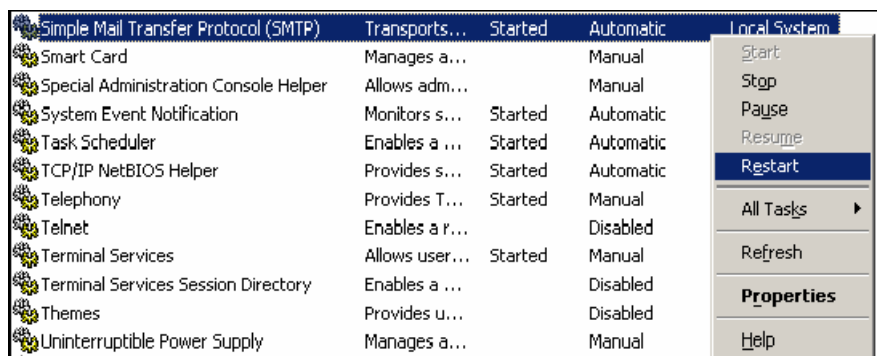 Simple Mail Transfer Protocol (SMTP) Transports... Started Automatic Local System
Smart Card Manages a... Manual Start
Special Administration Console Helper Allows adm... Manual Stop
System Event Notification Monitors s... Started Automatic Pause
Task Scheduler Enables a ... Started Automatic Resume
TCP/IP NetBIOS Helper Provides s... Started Automatic Restart
Telephony Provides T... Started Manual All Tasks
Telnet Enables a r... Disabled
Terminal Services Allows user... Started Manual Refresh
Terminal Services Session Directory Enables a ... Disabled Properties
Themes Provides u... Disabled
Uninterruptible Power Supply Manages a... Manual Help